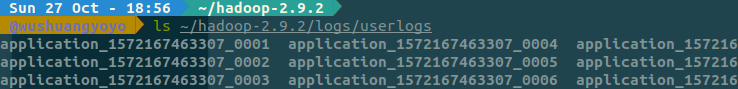 Sun 27 Oct - 18:56 ~/hadoop-2.9.2
@wushuangyoyo ls ~/hadoop-2.9.2/logs/userlogs
application_1572167463307_0001 application_1572167463307_0004 application_157216
application_1572167463307_0002 application_1572167463307_0005 application_157216
application_1572167463307_0003 application_1572167463307_0006 application_157216